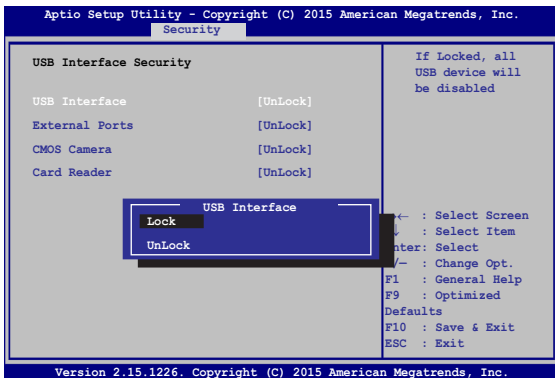 Aptio Setup Utility - Copyright (C) 2015 American Megatrends, Inc.
Security
USB Interface Security
USB Interface [UnLock]
External Ports [UnLock]
CMOS Camera [UnLock]
Card Reader [UnLock]
If Locked, all
USB device will
be disabled
USB Interface
Lock
UnLock
→← : Select Screen
↓ : Select Item
nter: Select
/— : Change Opt.
F1 : General Help
F9 : Optimized
Defaults
F10 : Save & Exit
ESC : Exit
Version 2.15.1226. Copyright (C) 2015 American Megatrends, Inc.